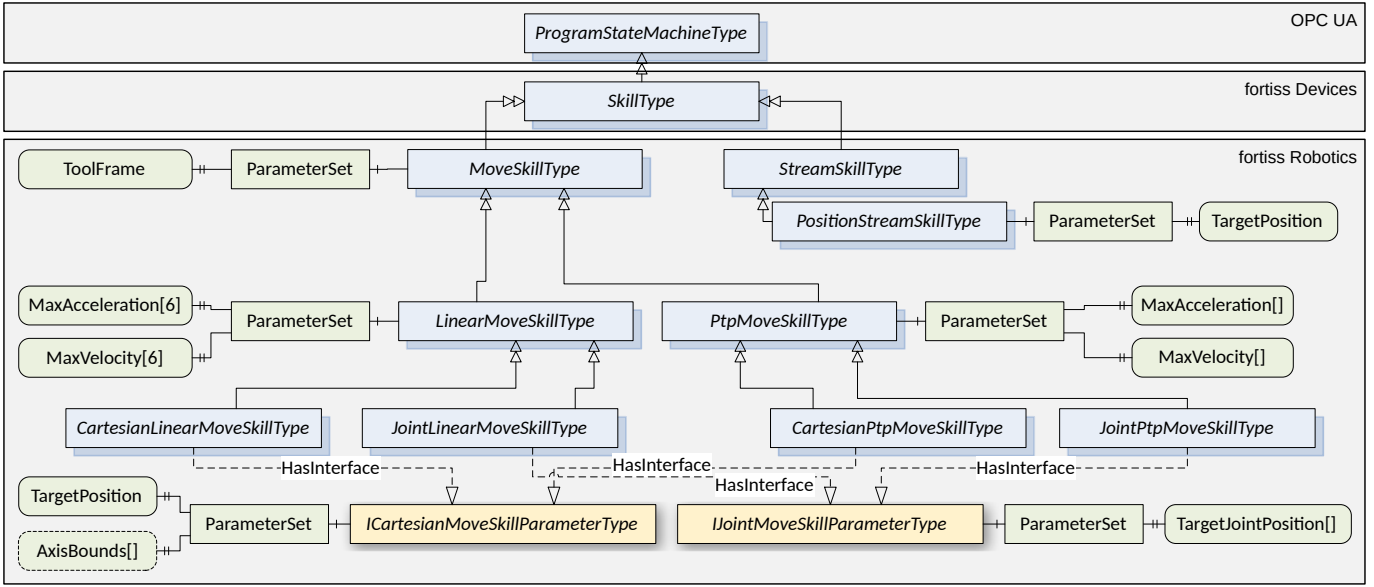 OPC UA
ProgramStateMachineType
fortiss Devices
SkillType
fortiss Robotics
ToolFrame
ParameterSet
MoveSkillType
StreamSkillType
PositionStreamSkillType
ParameterSet
TargetPosition
MaxAcceleration[6]
MaxVelocity[6]
ParameterSet
LinearMoveSkillType
PtpMoveSkillType
ParameterSet
MaxAcceleration[]
MaxVelocity[]
CartesianLinearMoveSkillType
JointLinearMoveSkillType
CartesianPtpMoveSkillType
JointPtpMoveSkillType
HasInterface
HasInterface
HasInterface
HasInterface
TargetPosition
AxisBounds[]
ParameterSet
ICartesianMoveSkillParameterType
IJointMoveSkillParameterType
ParameterSet
TargetJointPosition[]